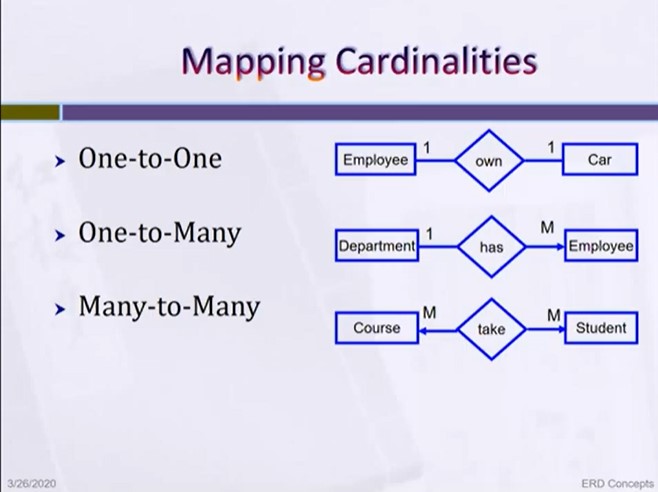 Mapping Cardinalities
One-to-One
Employee 1 own 1 Car
One-to-Many
Department 1 has M Employee
Many-to-Many
Course M take M Student
3/26/2020
ERD Concepts